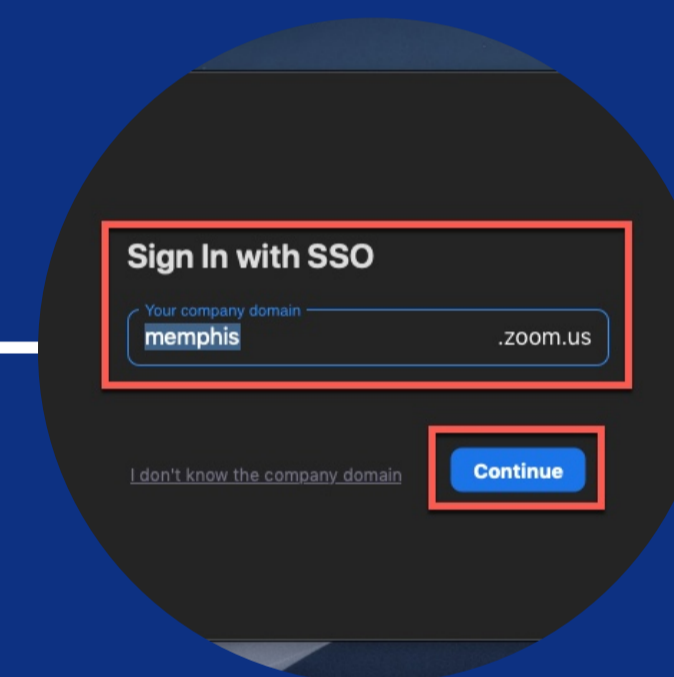 Sign In with SSO
Your company domain
memphis .zoom.us
I don't know the company domain
Continue